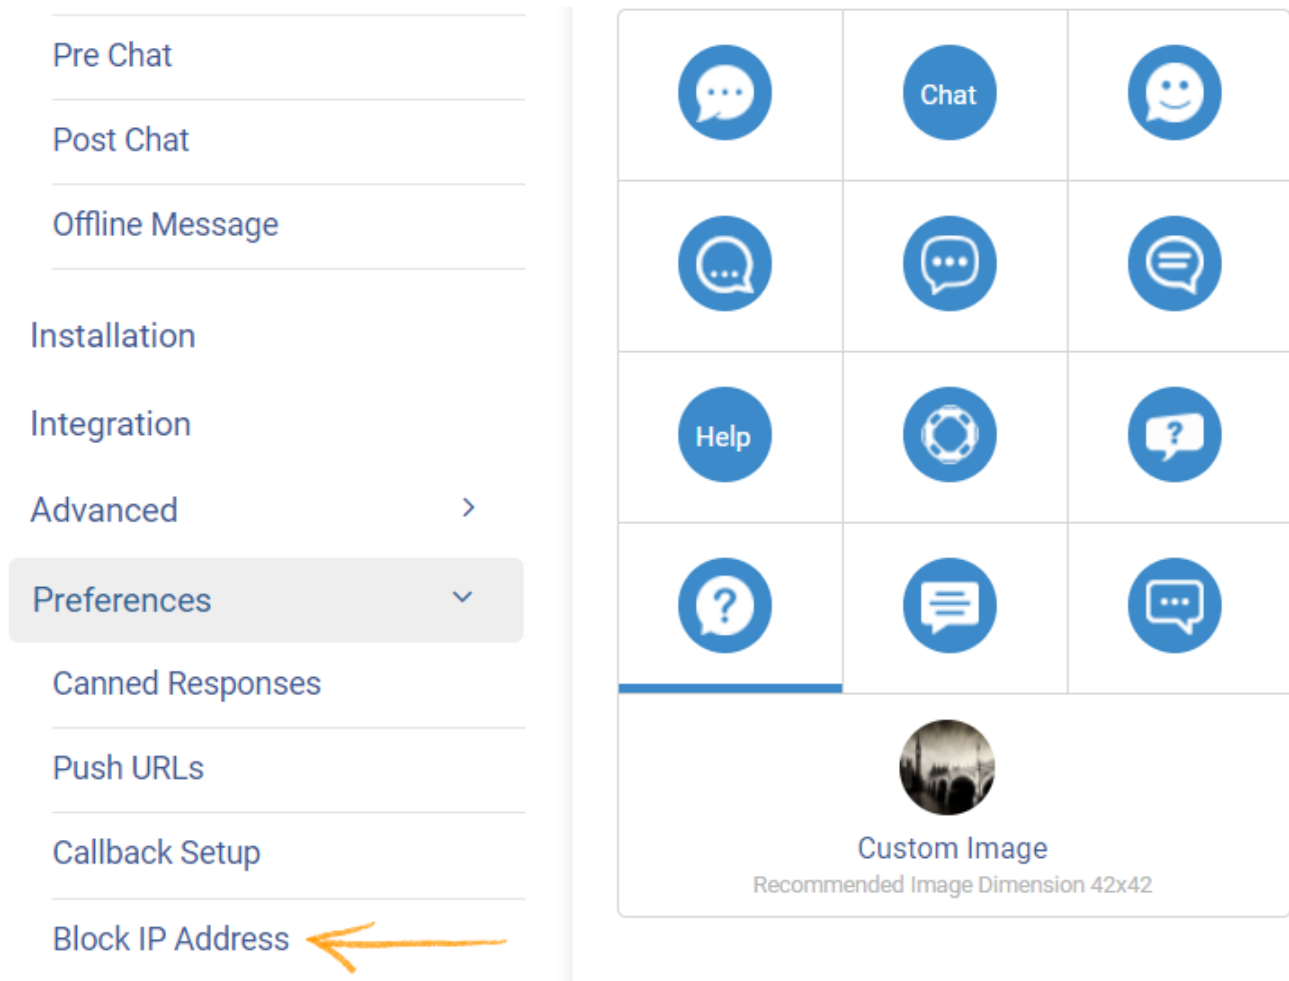 Pre Chat
Post Chat
Offline Message
Installation
Integration
Advanced
Preferences
Canned Responses
Push URLs
Callback Setup
Block IP Address
Chat
Help
?
?
Custom Image
Recommended Image Dimension 42x42